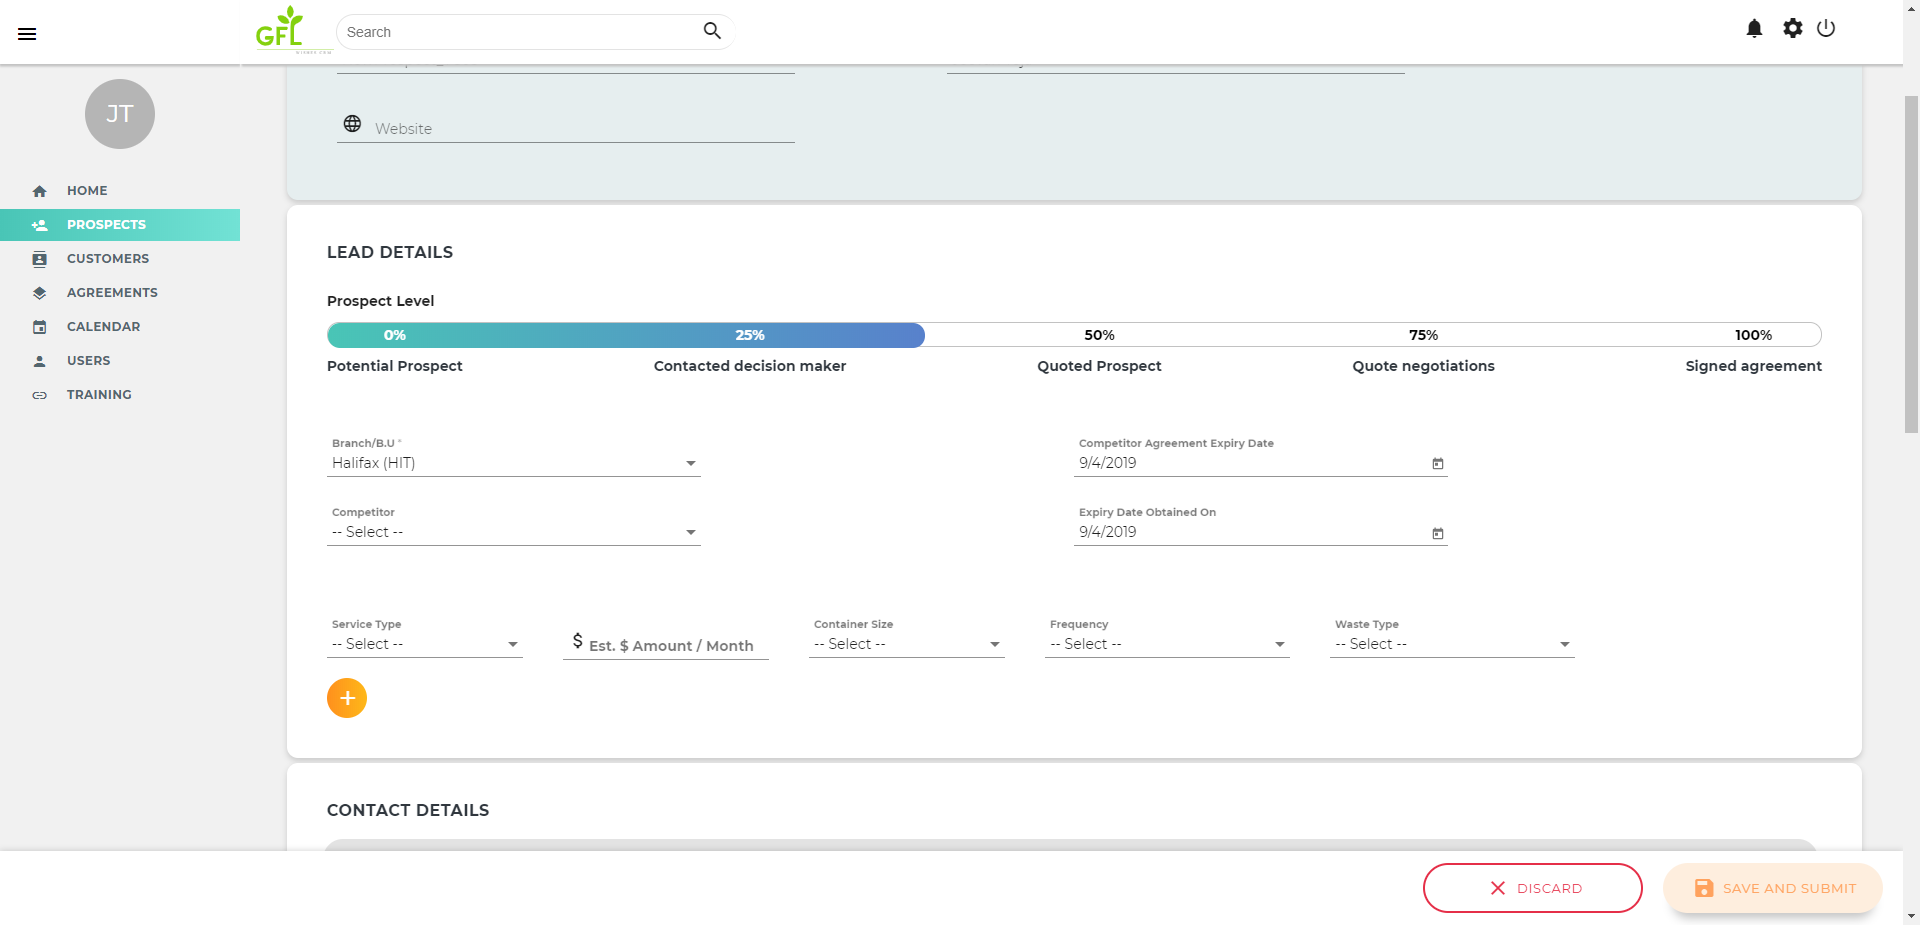 GFL
Search
JT
HOME
PROSPECTS
CUSTOMERS
AGREEMENTS
CALENDAR
USERS
TRAINING
Website
LEAD DETAILS
Prospect Level
0% 25% 50% 75% 100%
Potential Prospect Contacted decision maker Quoted Prospect Quote negotiations Signed agreement
Branch/B.U * Competitor Agreement Expiry Date
Halifax (HIT) 9/4/2019
Competitor Expiry Date Obtained On
-- Select -- 9/4/2019
Service Type Container Size Frequency Waste Type
-- Select -- $ Est. $ Amount / Month -- Select -- -- Select -- -- Select --
+
CONTACT DETAILS
DISCARD SAVE AND SUBMIT